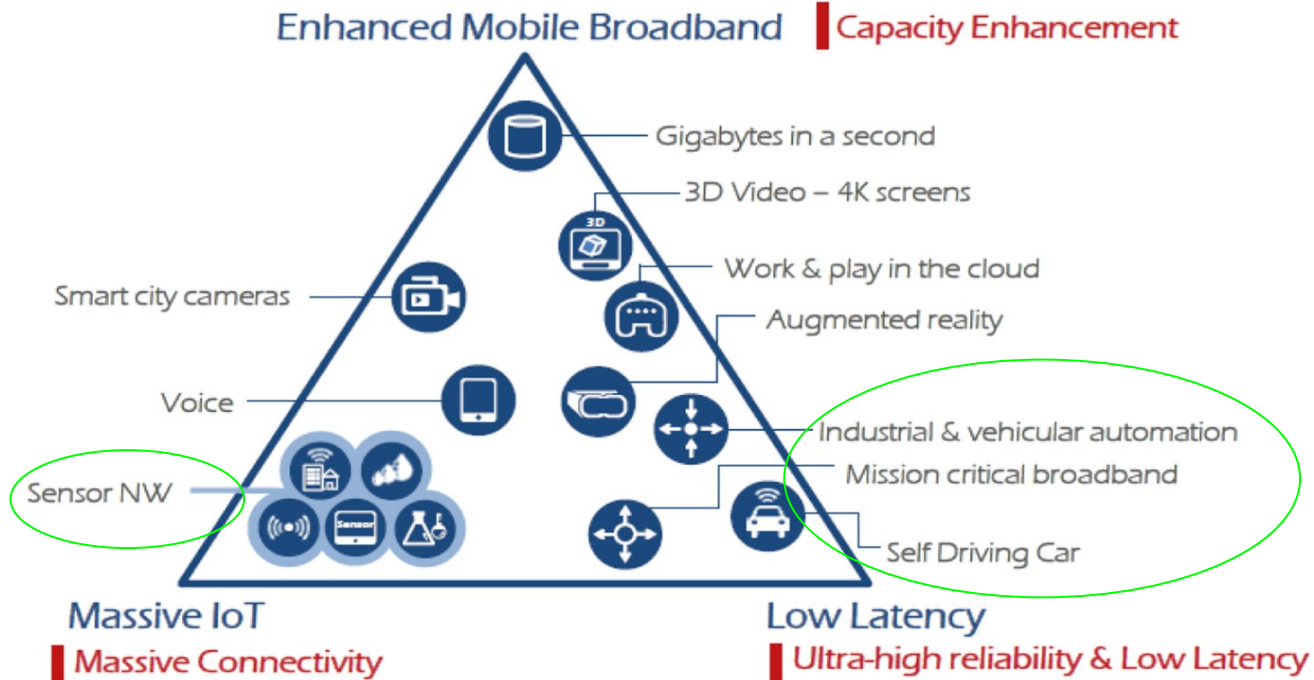 Enhanced Mobile Broadband
Capacity Enhancement
Gigabytes in a second
3D Video – 4K screens
3D
Work & play in the cloud
Smart city cameras
Augmented reality
Voice
Industrial & vehicular automation
Mission critical broadband
Sensor NW
Sensor
Self Driving Car
Massive IoT
Low Latency
Massive Connectivity
Ultra-high reliability & Low Latency